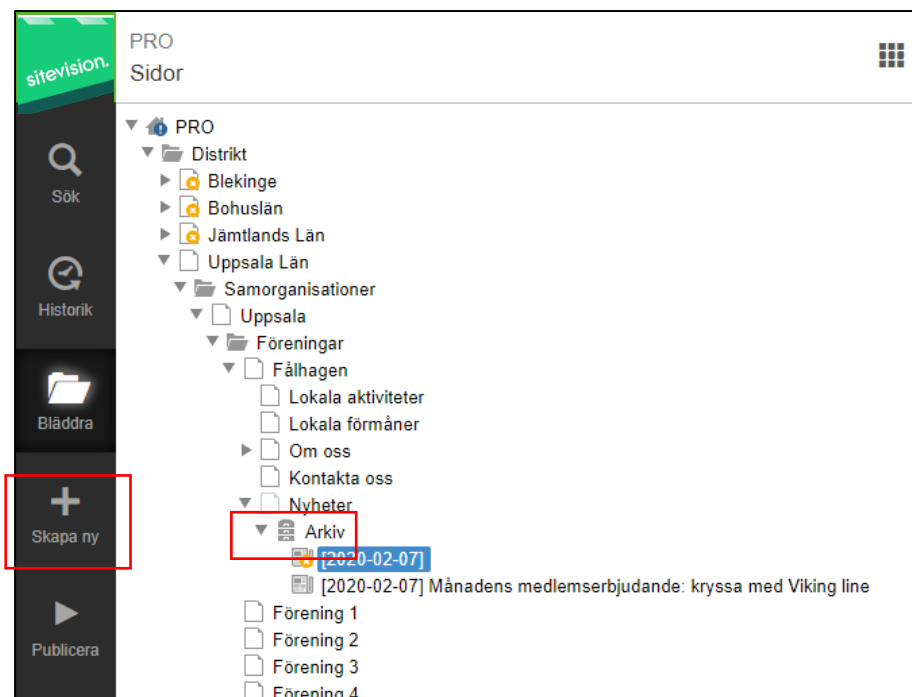 sitevision.
PRO
Sidor
Sök
Historik
Bläddra
Skapa ny
Publicera
PRO
Distrikt
Blekinge
Bohuslän
Jämtlands Län
Uppsala Län
Samorganisationer
Uppsala
Föreningar
Fålhagen
Lokala aktiviteter
Lokala förmåner
Om oss
Kontakta oss
Nyheter
Arkiv
[2020-02-07]
[2020-02-07] Månadens medlemserbjudande: kryssa med Viking line
Förening 1
Förening 2
Förening 3
Förening 4